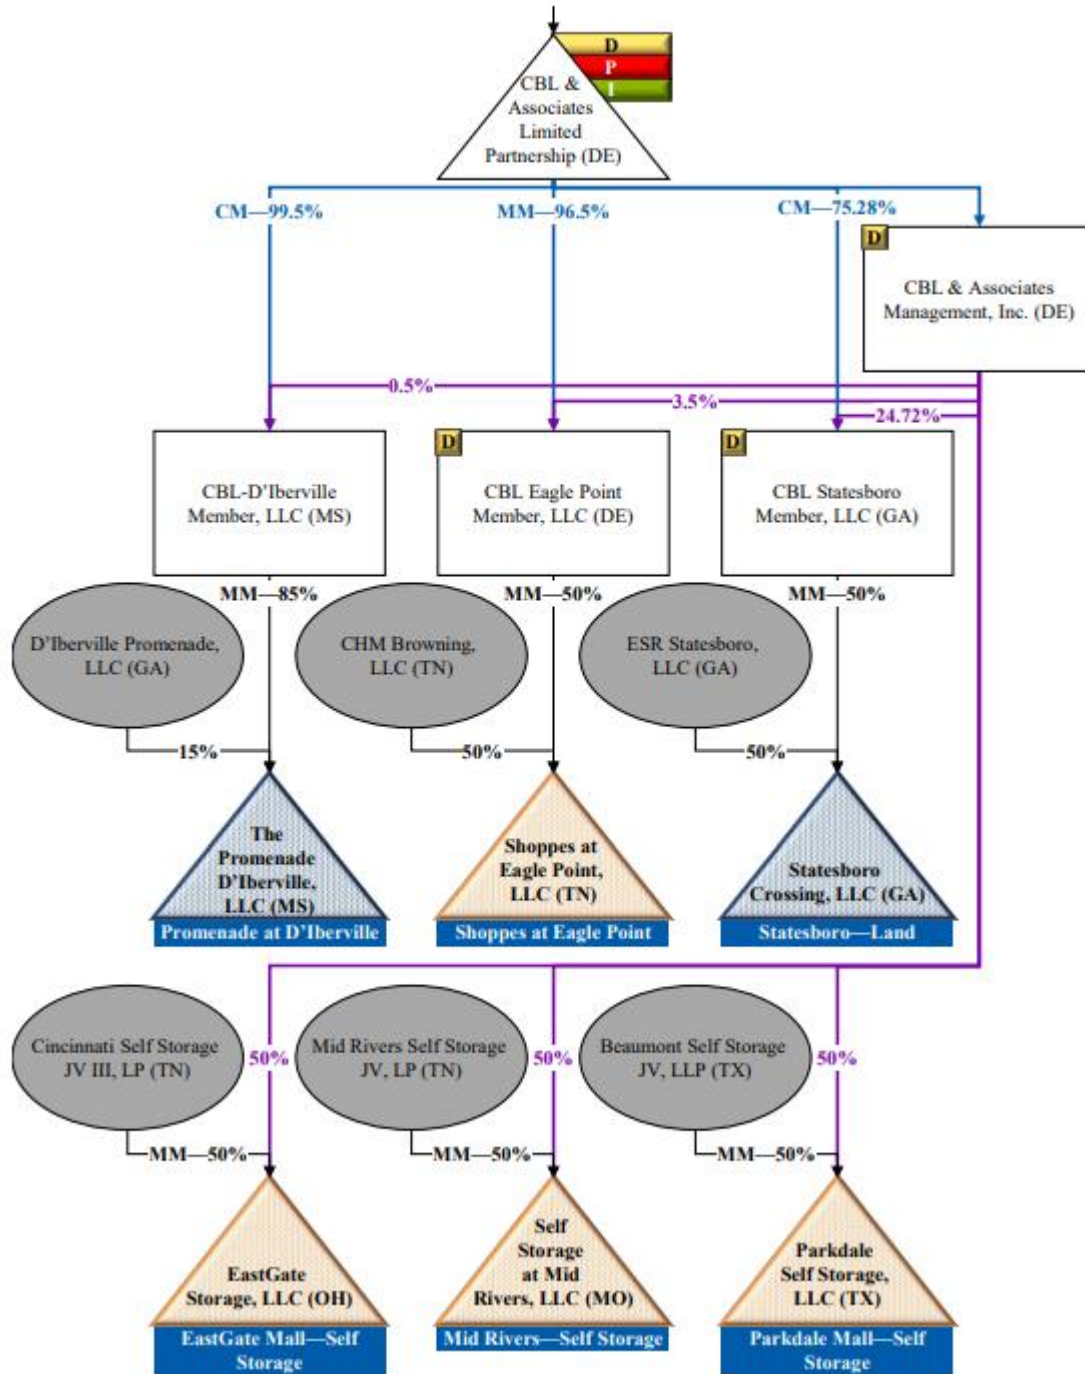 D
P
I
CBL &
Associates
Limited
Partnership (DE)
CM—99.5%
MM—96.5%
CM—75.28%
D
CBL & Associates
Management, Inc. (DE)
0.5%
3.5%
24.72%
CBL-D'Iberville
Member, LLC (MS)
D
CBL Eagle Point
Member, LLC (DE)
D
CBL Statesboro
Member, LLC (GA)
MM—85%
MM—50%
MM—50%
D'Iberville Promenade,
LLC (GA)
CHM Browning,
LLC (TN)
ESR Statesboro,
LLC (GA)
15%
50%
50%
The
Promenade
D'Iberville,
LLC (MS)
Shoppes at
Eagle Point,
LLC (TN)
Statesboro
Crossing, LLC (GA)
Promenade at D'Iberville
Shoppes at Eagle Point
Statesboro—Land
Cincinnati Self Storage
JV III, LP (TN)
50%
Mid Rivers Self Storage
JV, LP (TN)
50%
Beaumont Self Storage
JV, LLP (TX)
50%
MM—50%
MM—50%
MM—50%
EastGate
Storage, LLC (OH)
Self
Storage
at Mid
Rivers, LLC (MO)
Parkdale
Self Storage,
LLC (TX)
EastGate Mall—Self
Storage
Mid Rivers—Self Storage
Parkdale Mall—Self
Storage